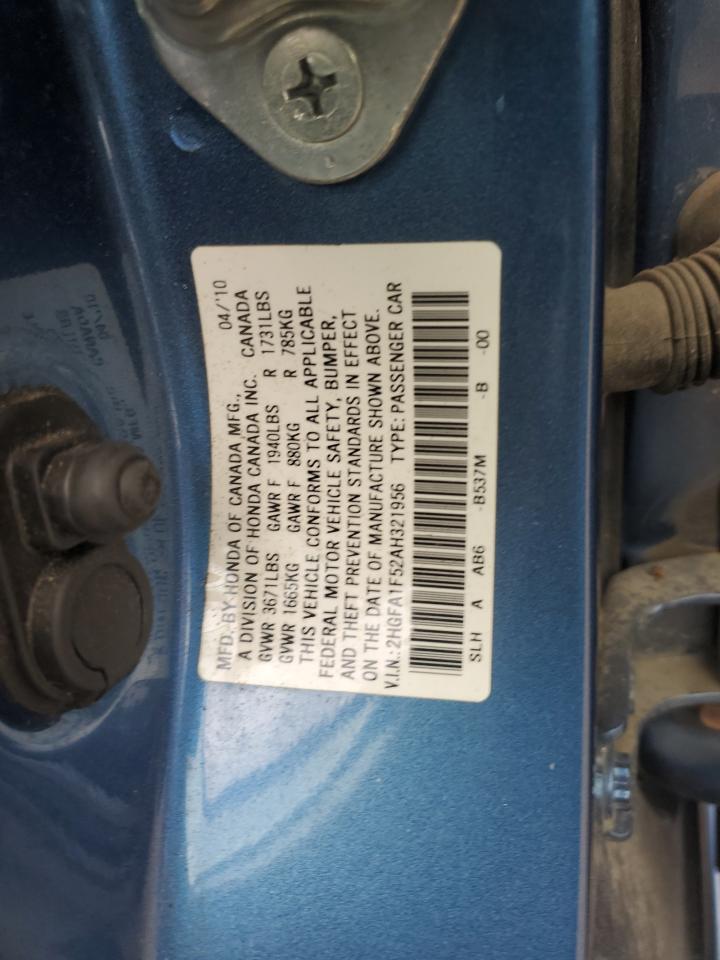 MFD. BY HONDA OF CANADA MFG., 04/'10
A DIVISION OF HONDA CANADA INC. CANADA
GVWR 3671LBS GAWR F 1940LBS R 1731LBS
GVWR 1665KG GAWR F 880KG R 785KG
THIS VEHICLE CONFORMS TO ALL APPLICABLE
FEDERAL MOTOR VEHICLE SAFETY, BUMPER,
AND THEFT PREVENTION STANDARDS IN EFFECT
ON THE DATE OF MANUFACTURE SHOWN ABOVE.
V.I.N.: 2HGFA1F52AH321956 TYPE: PASSENGER CAR
SLH A AB6 -B537M -B -00